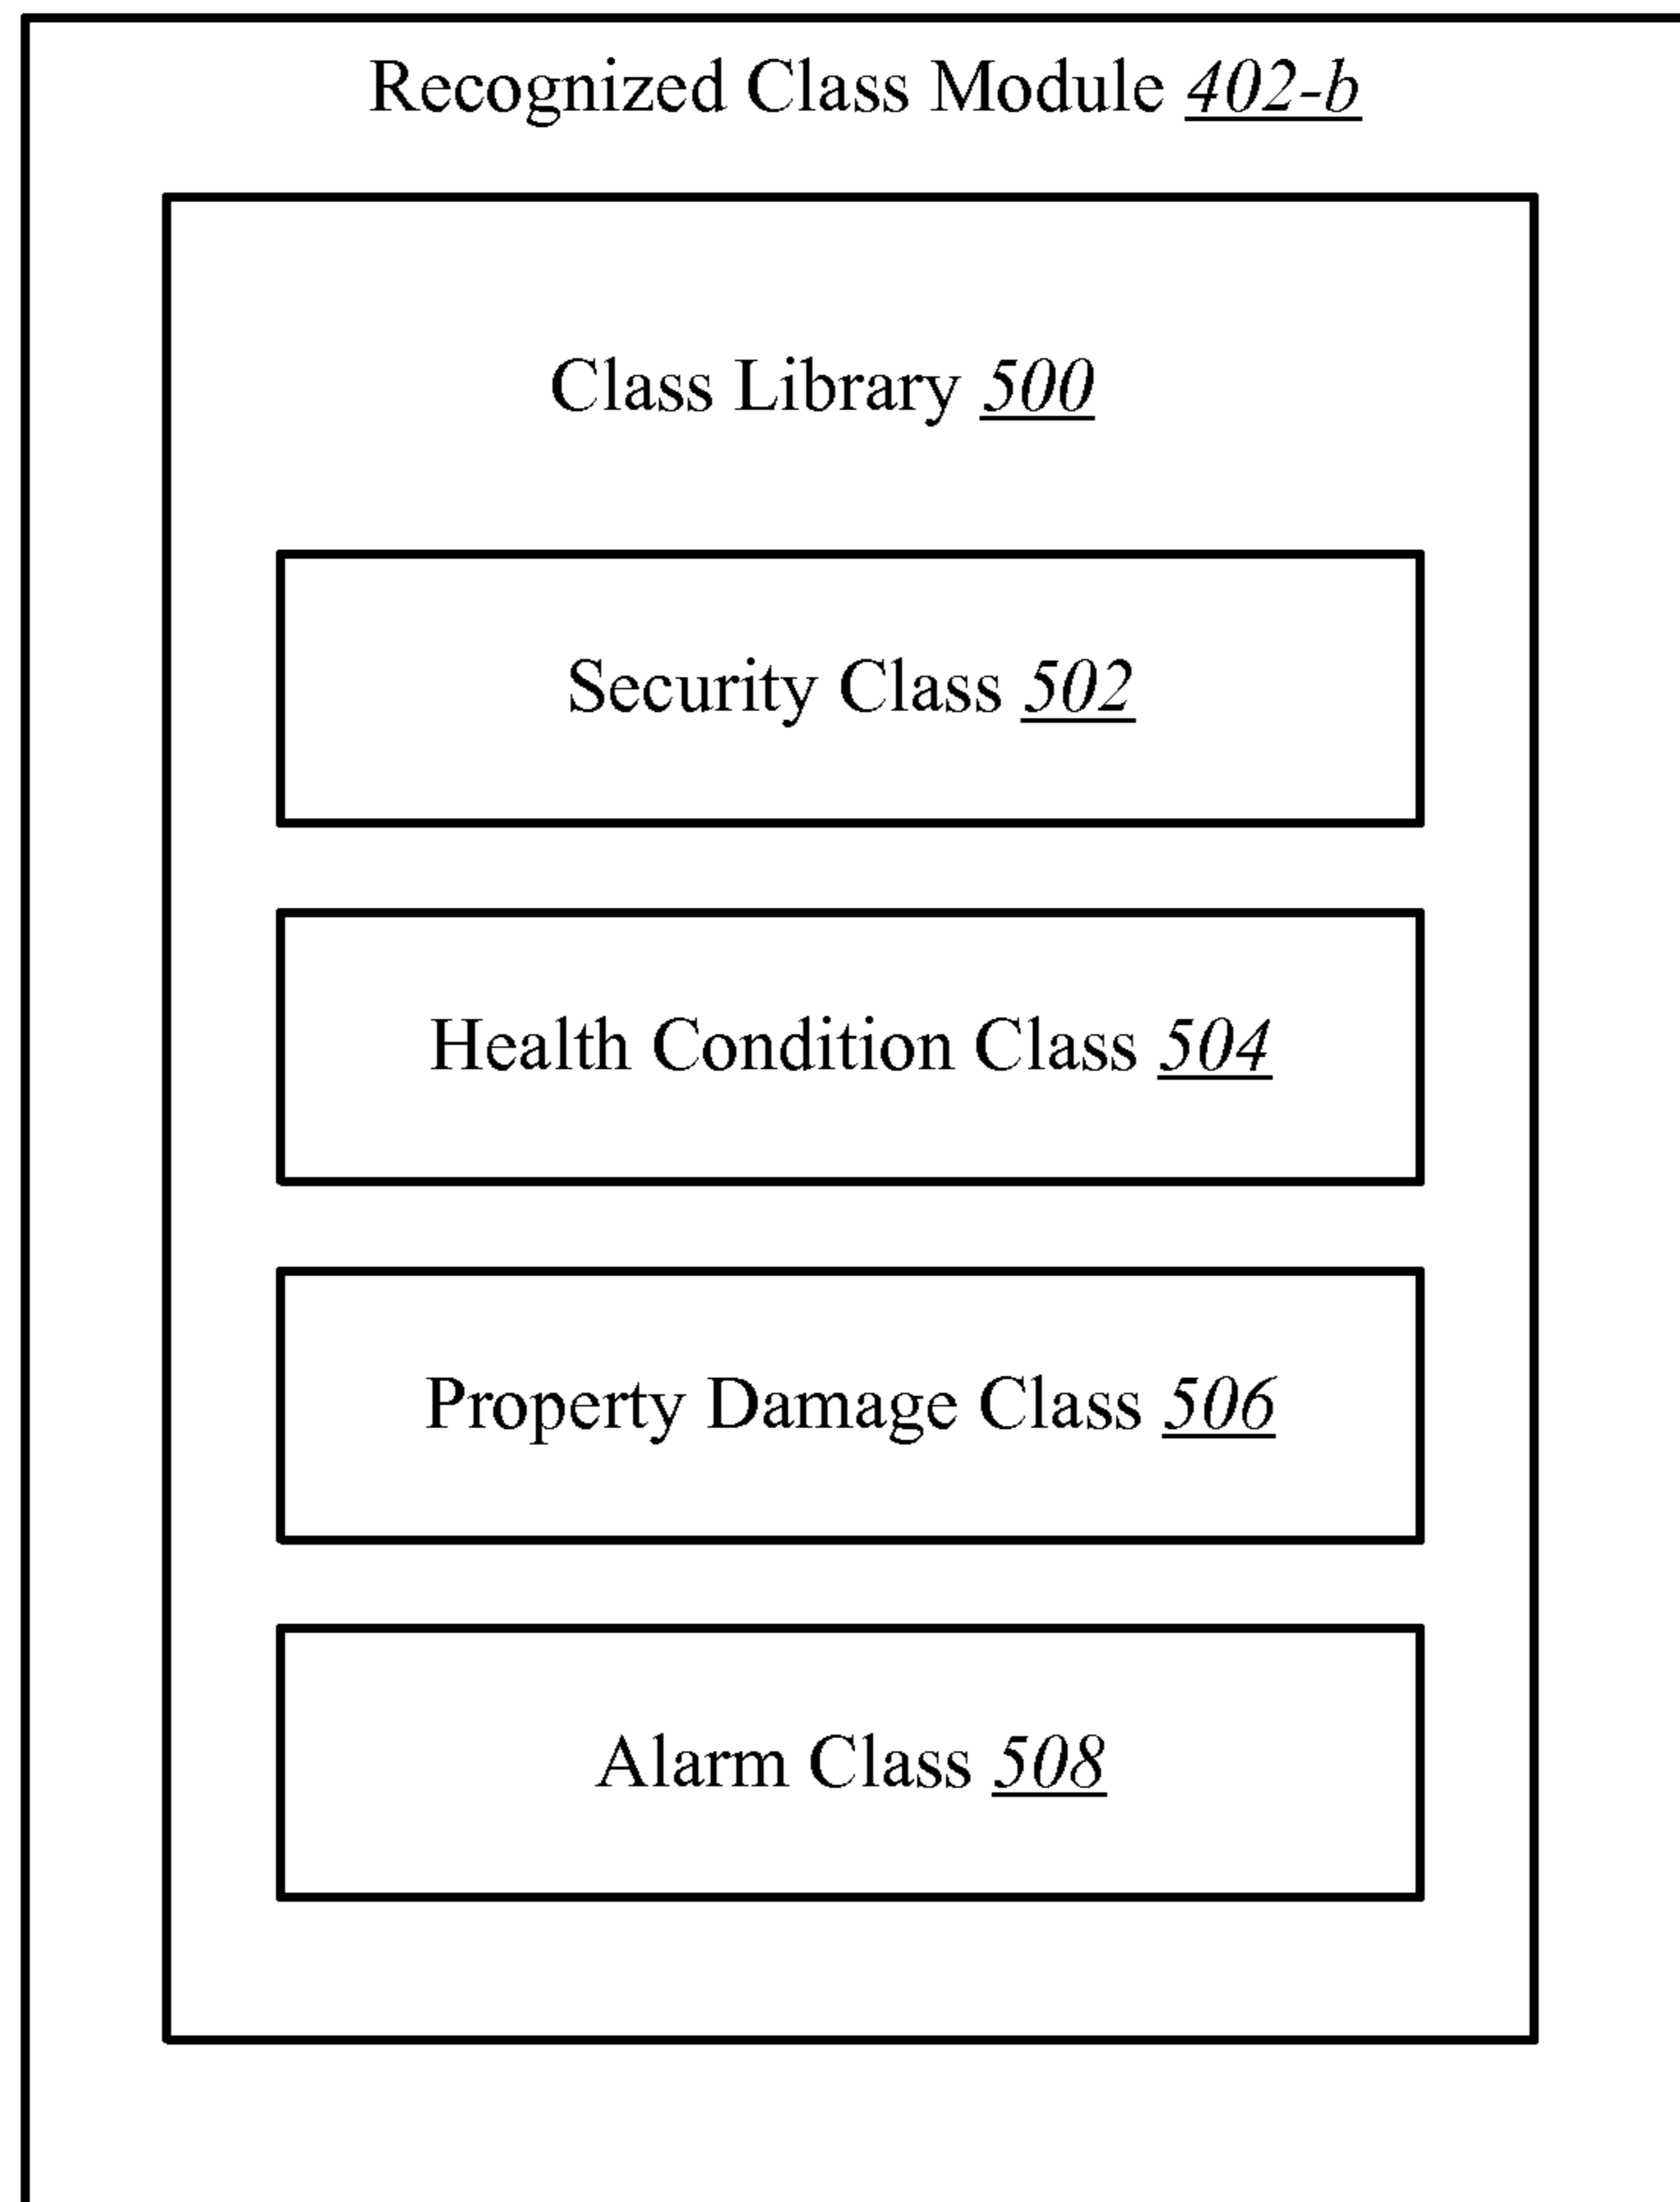 Recognized Class Module 402-b
Class Library 500
Security Class 502
Health Condition Class 504
Property Damage Class 506
Alarm Class 508